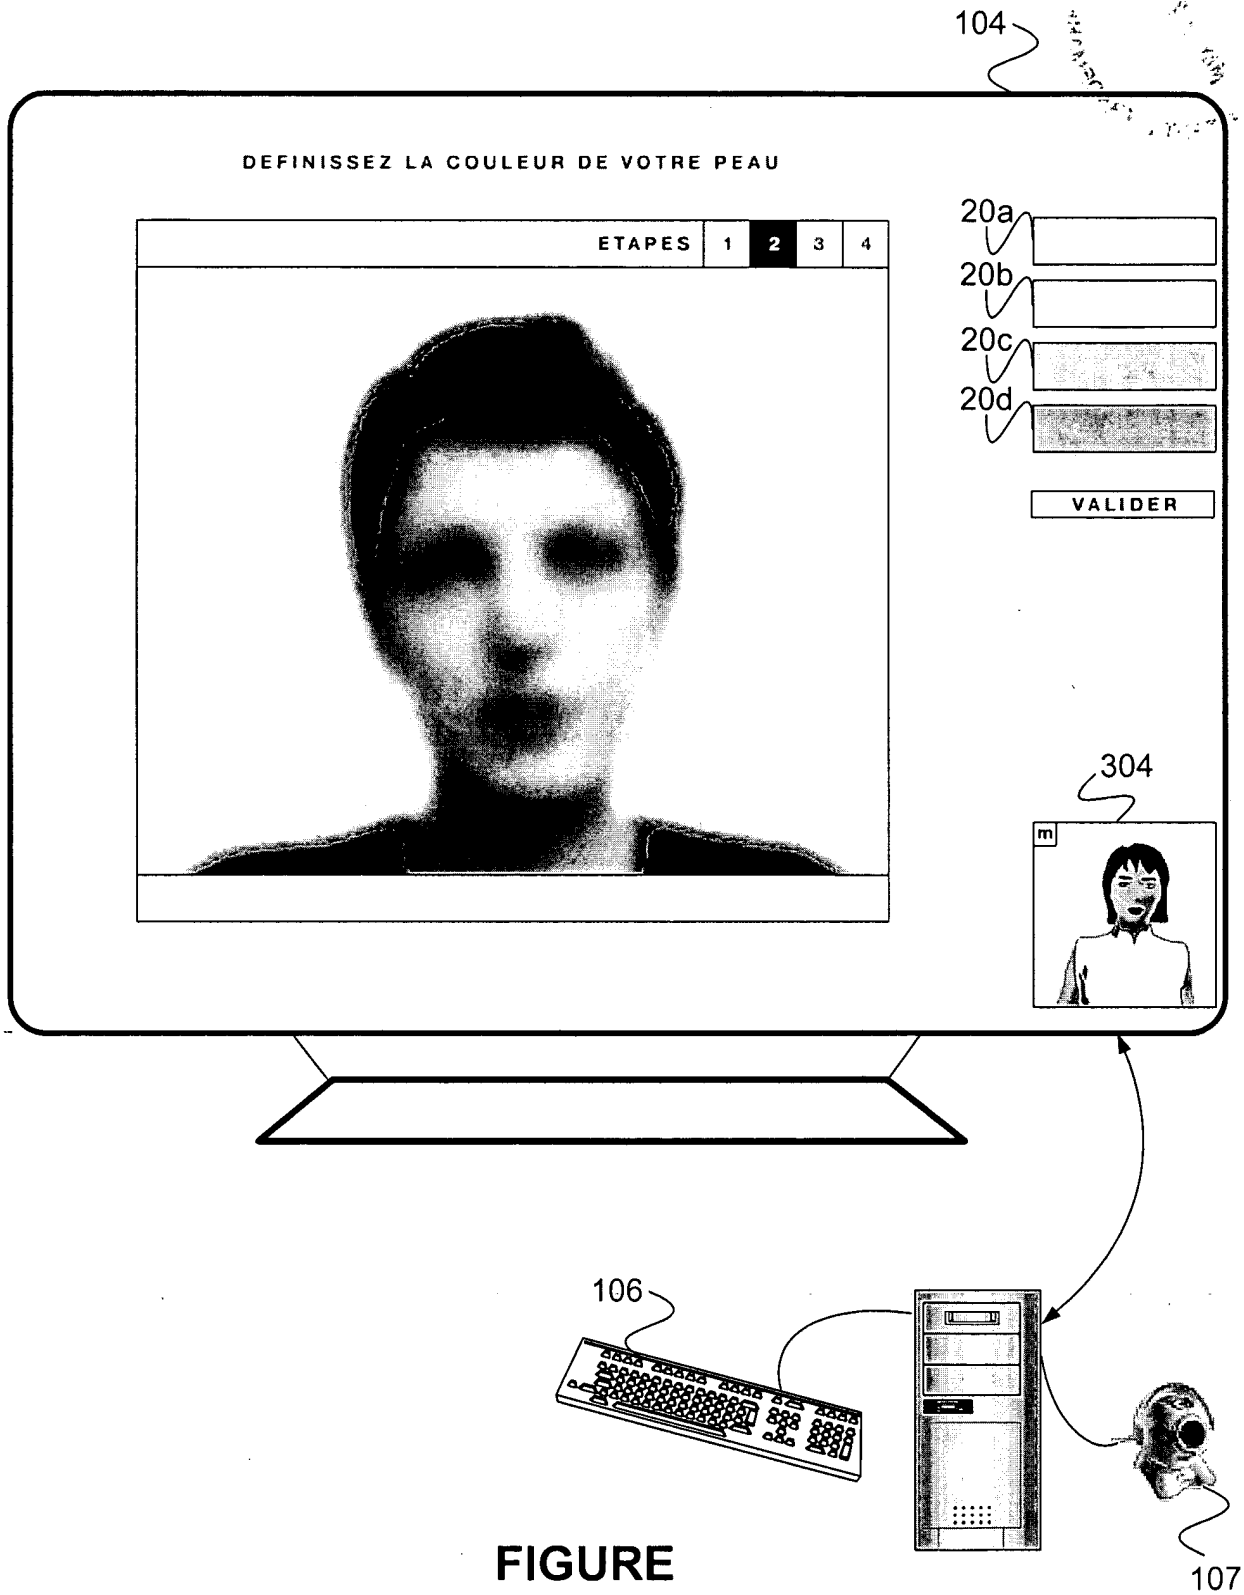 104
DEFINISSEZ LA COULEUR DE VOTRE PEAU
ETAPES 1 2 3 4
20a
20b
20c
20d
VALIDER
304
m
106
107
FIGURE